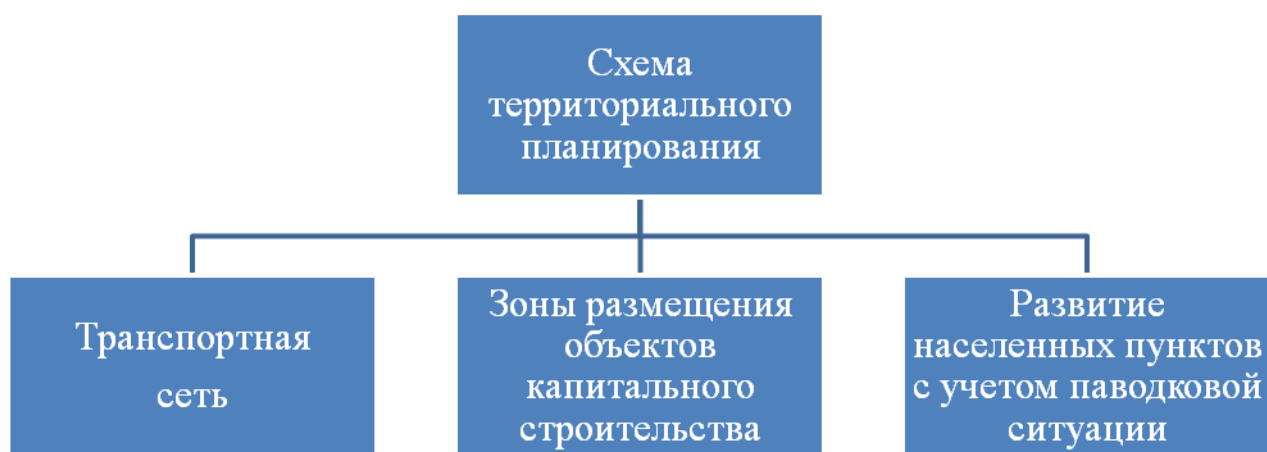 Схема
территориального
планирования
Транспортная
сеть
Зоны размещения
объектов
капитального
строительства
Развитие
населенных пунктов
с учетом паводковой
ситуации